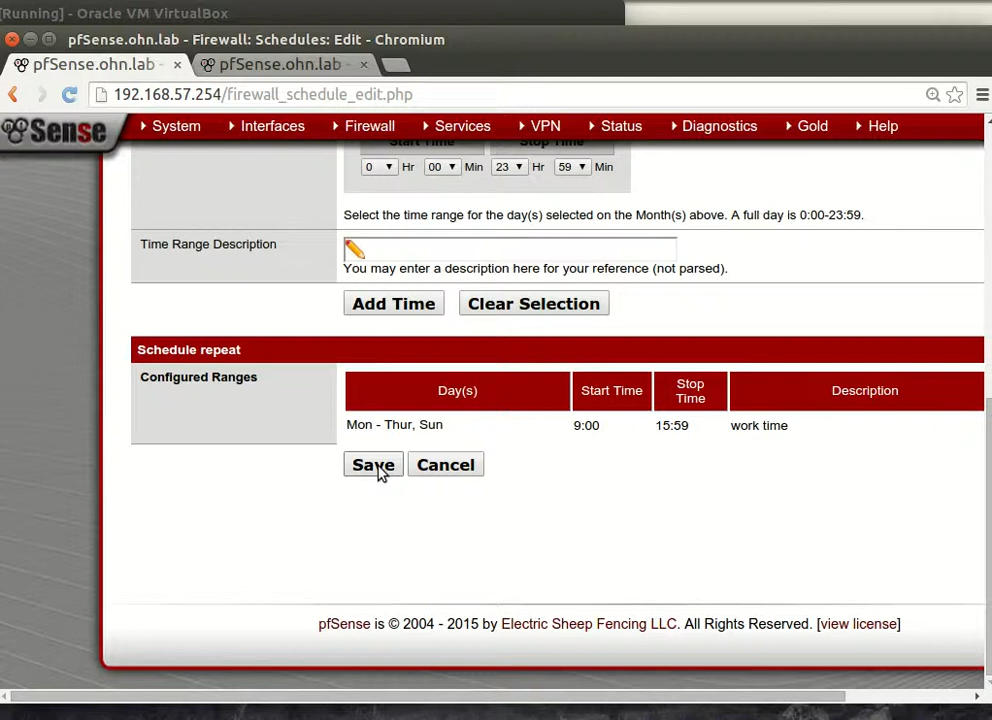 [Running] - Oracle VM VirtualBox
pfSense.ohn.lab - Firewall: Schedules: Edit - Chromium
pfSense.ohn.lab - × pfSense.ohn.lab - ×
192.168.57.254/firewall_schedule_edit.php
Sense System Interfaces Firewall Services VPN Status Diagnostics Gold Help
Start Time Stop Time
0 Hr 00 Min 23 Hr 59 Min
Select the time range for the day(s) selected on the Month(s) above. A full day is 0:00-23:59.
Time Range Description
You may enter a description here for your reference (not parsed).
Add Time Clear Selection
Schedule repeat
Configured Ranges
Day(s) Start Time Stop Time Description
Mon - Thur, Sun 9:00 15:59 work time
Save Cancel
pfSense is © 2004 - 2015 by Electric Sheep Fencing LLC. All Rights Reserved. [view license]